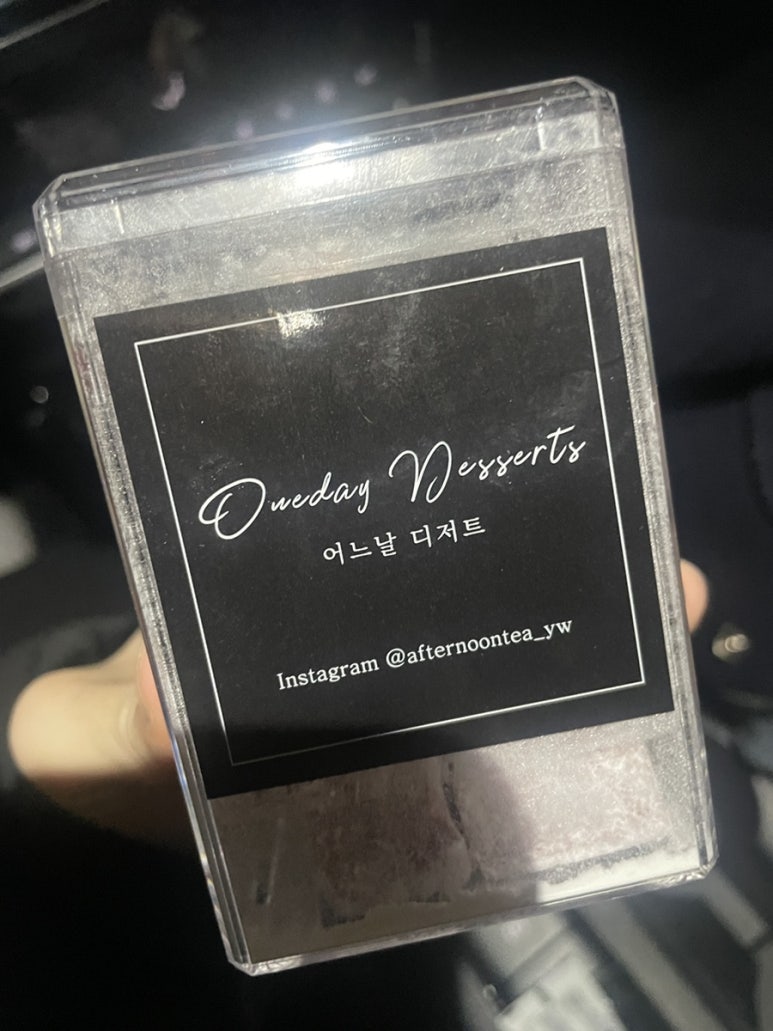 Oneday Desserts
어느날 디저트
Instagram @afternoontea_yw